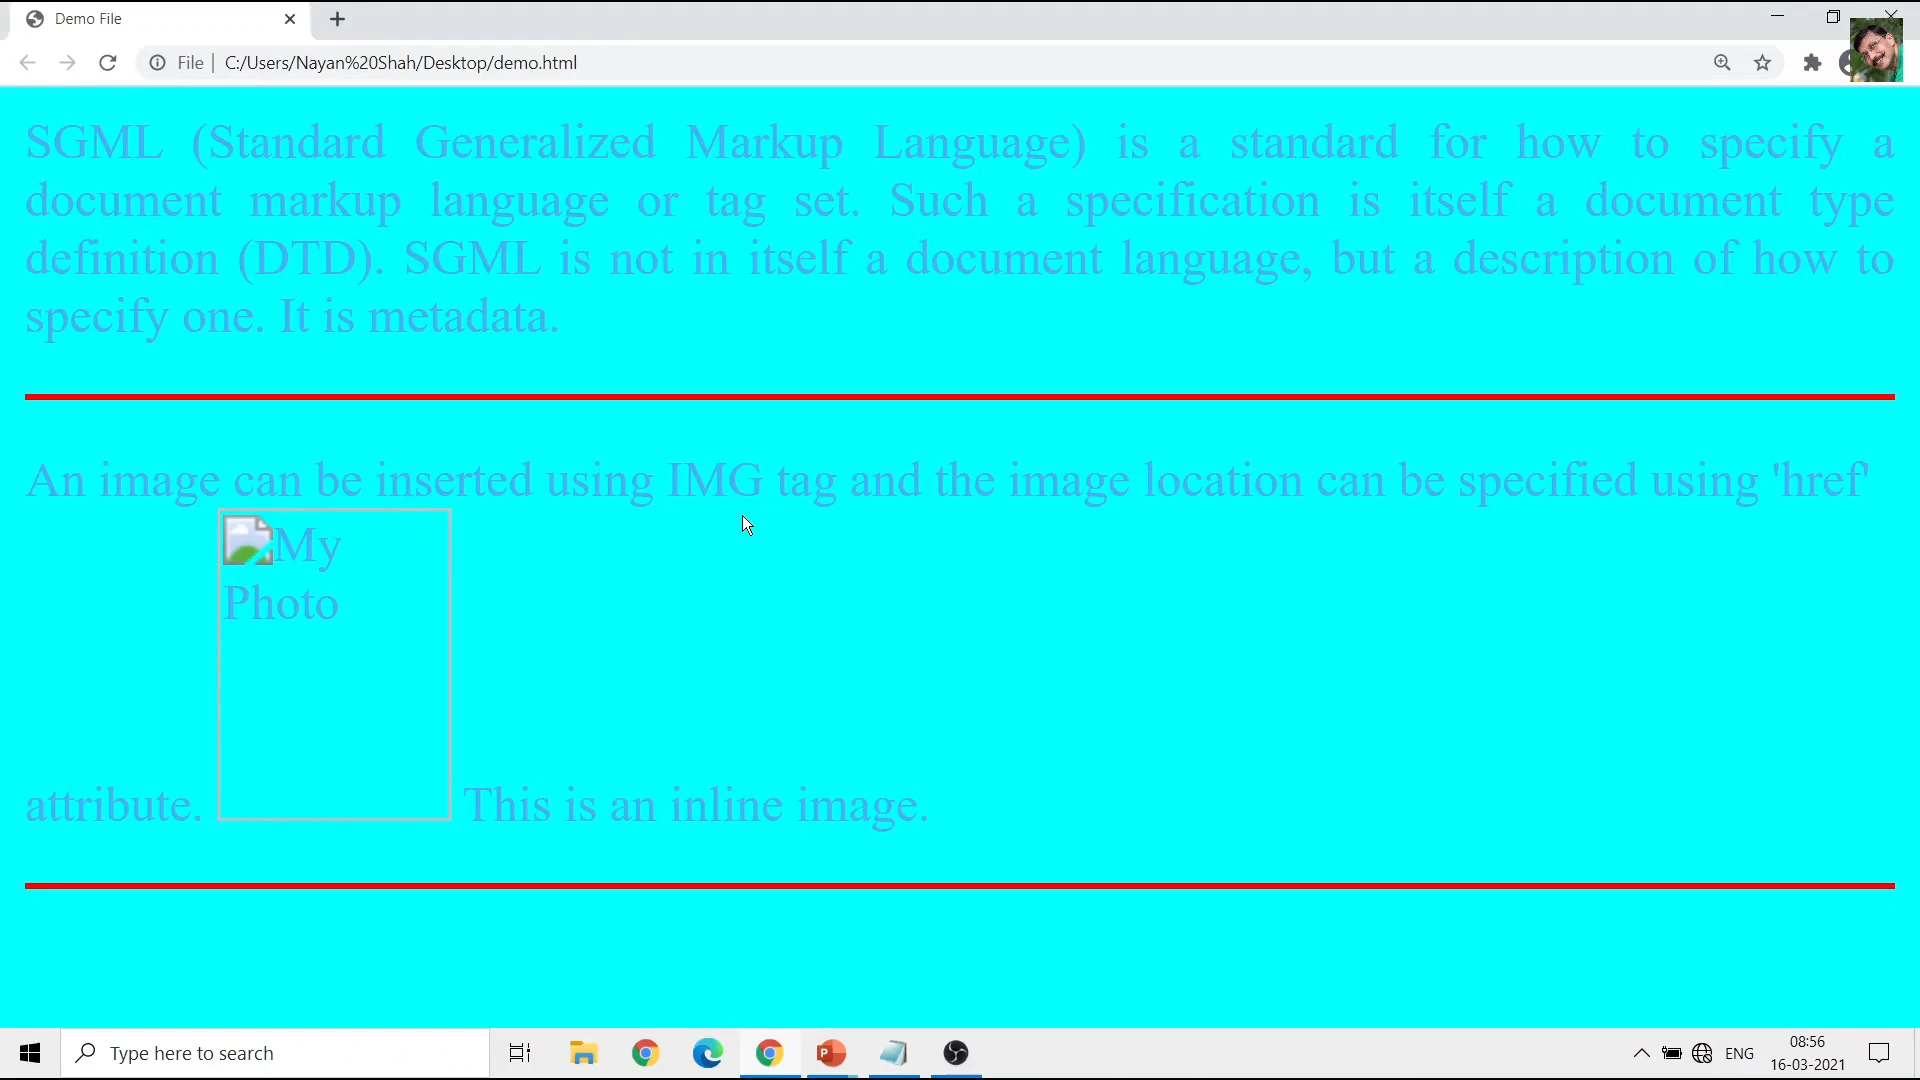 Demo File
File | C:/Users/Nayan%20Shah/Desktop/demo.html
SGML (Standard Generalized Markup Language) is a standard for how to specify a
document markup language or tag set. Such a specification is itself a document type
definition (DTD). SGML is not in itself a document language, but a description of how to
specify one. It is metadata.
An image can be inserted using IMG tag and the image location can be specified using 'href'
My
Photo
attribute. This is an inline image.
Type here to search
ENG
08:56
16-03-2021